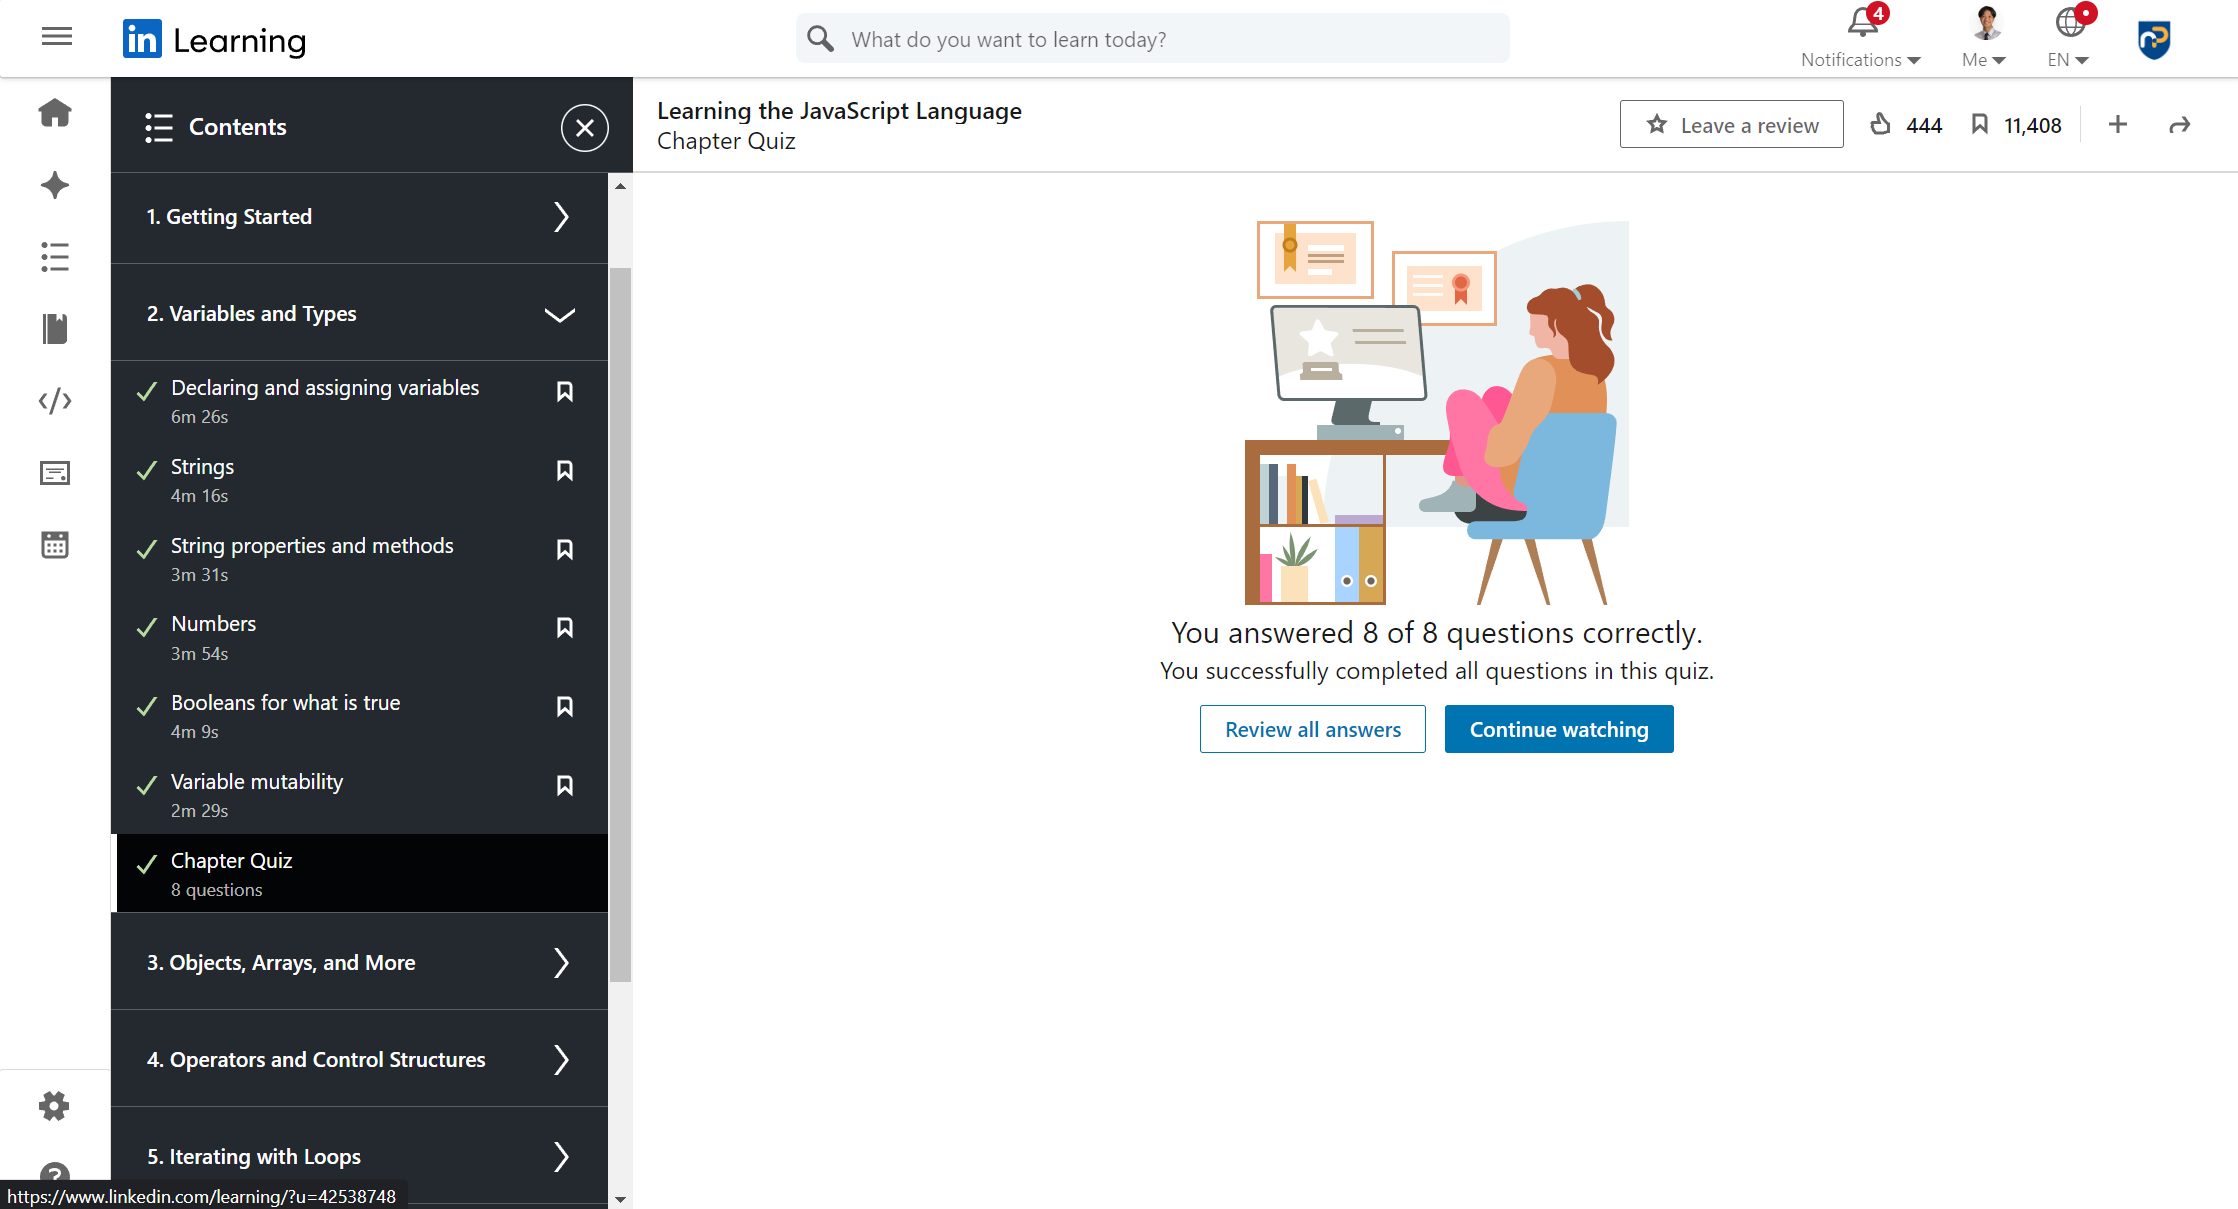 in Learning
What do you want to learn today?
4
Notifications
Me
EN
Contents
1. Getting Started
2. Variables and Types
Declaring and assigning variables
6m 26s
Strings
4m 16s
String properties and methods
3m 31s
Numbers
3m 54s
Booleans for what is true
4m 9s
Variable mutability
2m 29s
Chapter Quiz
8 questions
3. Objects, Arrays, and More
4. Operators and Control Structures
5. Iterating with Loops
https://www.linkedin.com/learning/?u=42538748
Learning the JavaScript Language
Chapter Quiz
Leave a review
444
11,408
You answered 8 of 8 questions correctly.
You successfully completed all questions in this quiz.
Review all answers
Continue watching